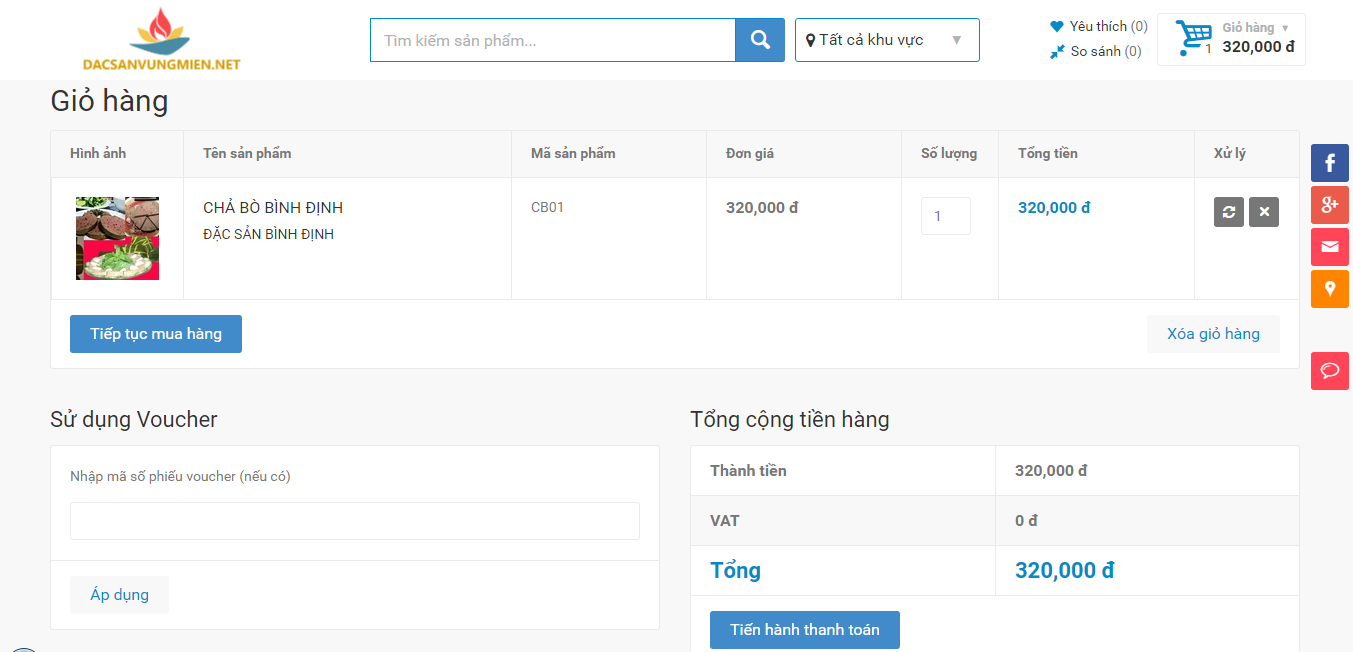 DACSANVUNGMIEN.NET
Tìm kiếm sản phẩm...
Tất cả khu vực
Yêu thích (0)
So sánh (0)
1
Giỏ hàng
320,000 đ
Giỏ hàng
Hình ảnh
Tên sản phẩm
Mã sản phẩm
Đơn giá
Số lượng
Tổng tiền
Xử lý
CHẢ BÒ BÌNH ĐỊNH
ĐẶC SẢN BÌNH ĐỊNH
CB01
320,000 đ
1
320,000 đ
Tiếp tục mua hàng
Xóa giỏ hàng
Sử dụng Voucher
Nhập mã số phiếu voucher (nếu có)
Áp dụng
Tổng cộng tiền hàng
Thành tiền
320,000 đ
VAT
0 đ
Tổng
320,000 đ
Tiến hành thanh toán